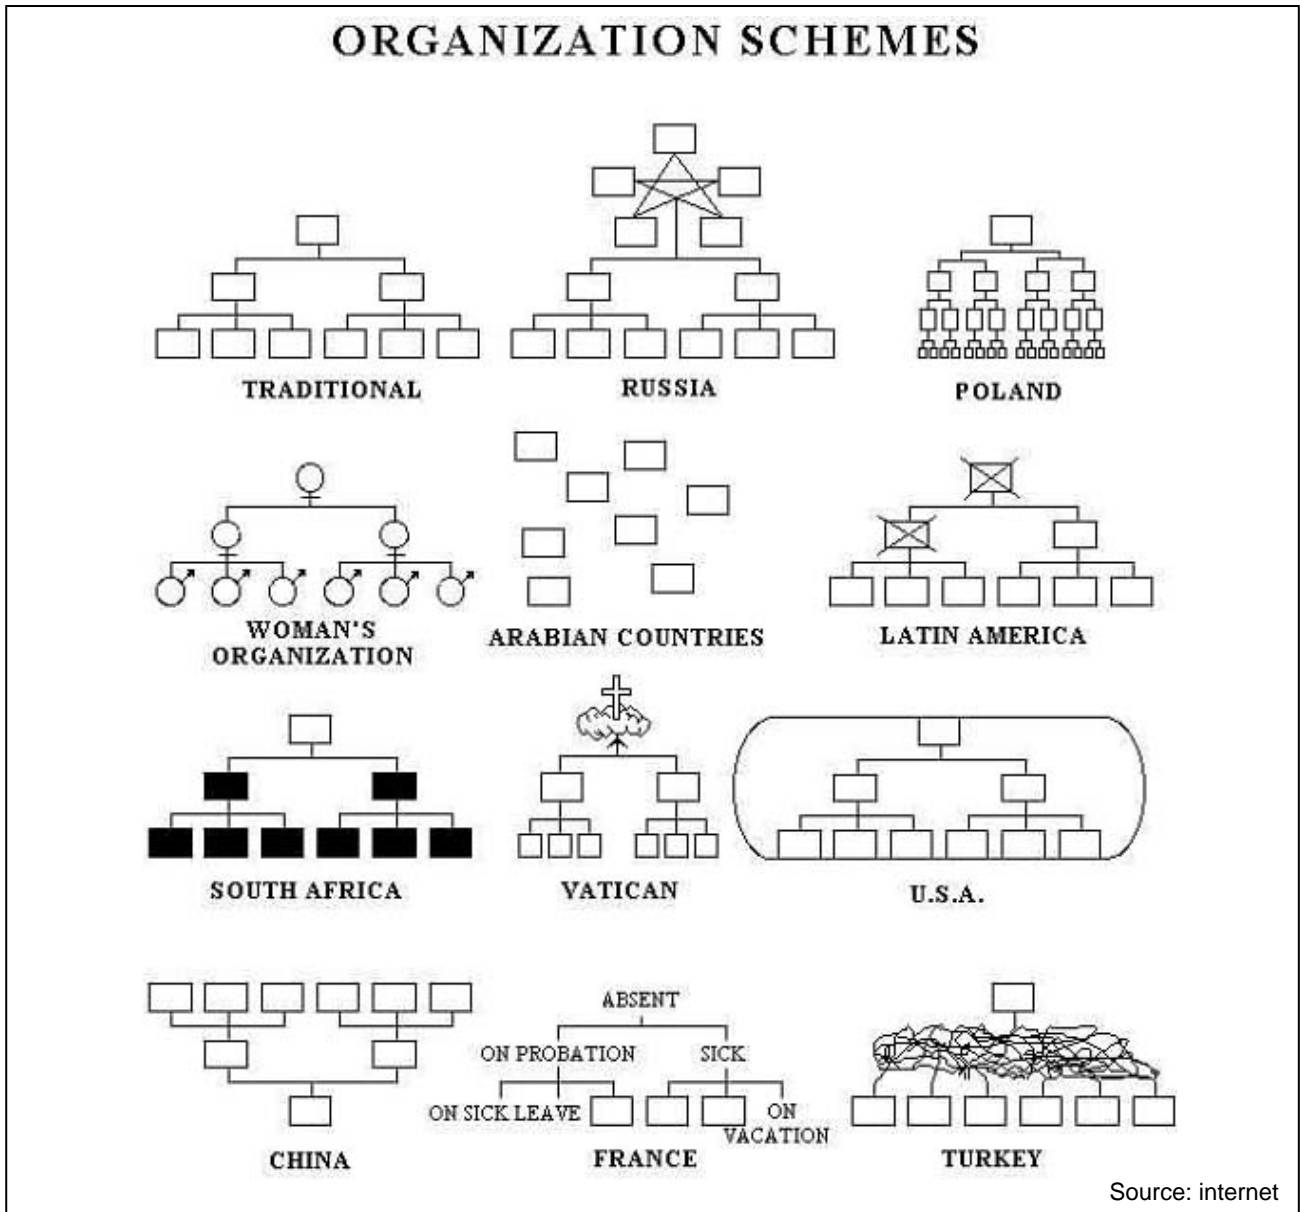 ORGANIZATION SCHEMES
TRADITIONAL
RUSSIA
POLAND
WOMAN'S
ORGANIZATION
ARABIAN COUNTRIES
LATIN AMERICA
SOUTH AFRICA
VATICAN
U.S.A.
CHINA
ABSENT
ON PROBATION
SICK
ON SICK LEAVE
ON
VACATION
FRANCE
TURKEY
Source: internet